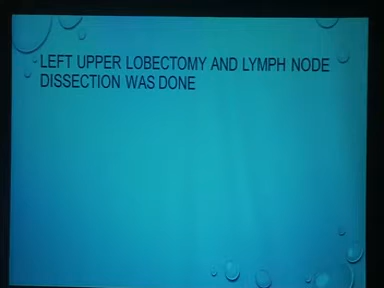 LEFT UPPER LOBECTOMY AND LYMPH NODE
DISSECTION WAS DONE